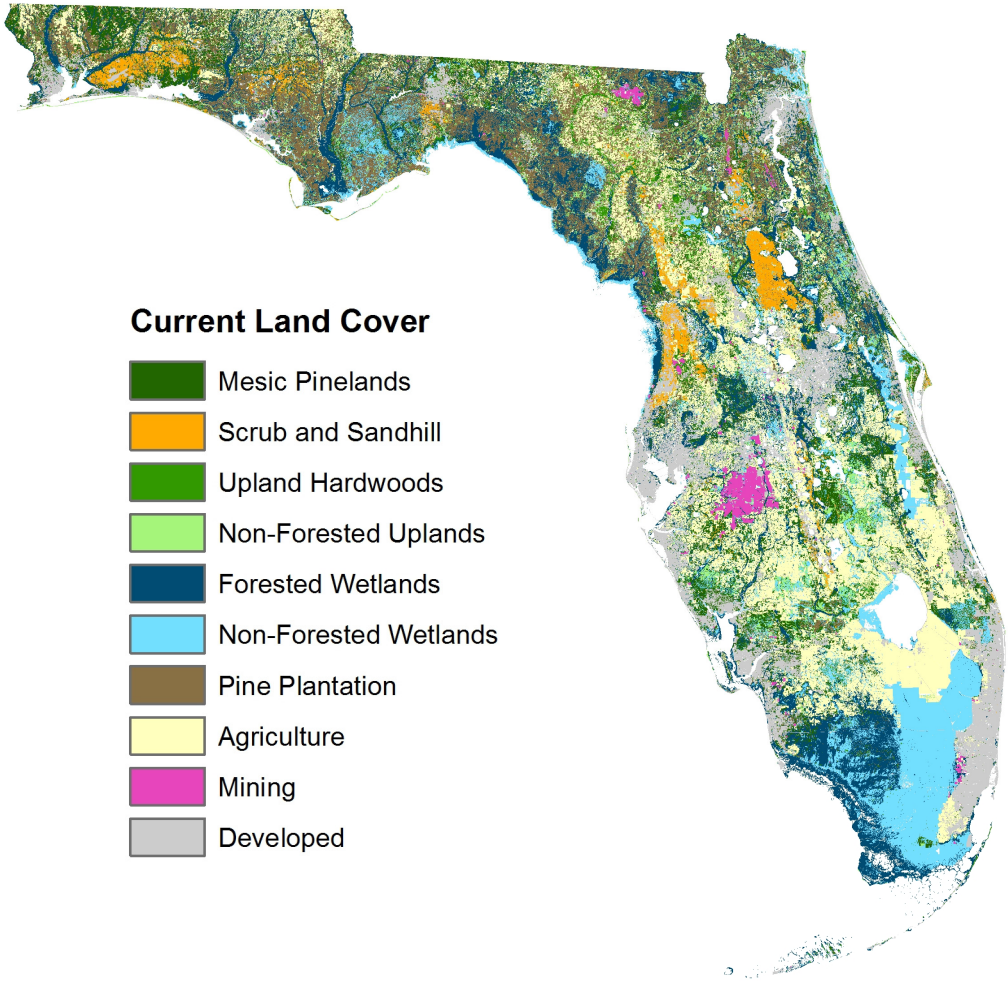 Current Land Cover
Mesic Pinelands
Scrub and Sandhill
Upland Hardwoods
Non-Forested Uplands
Forested Wetlands
Non-Forested Wetlands
Pine Plantation
Agriculture
Mining
Developed